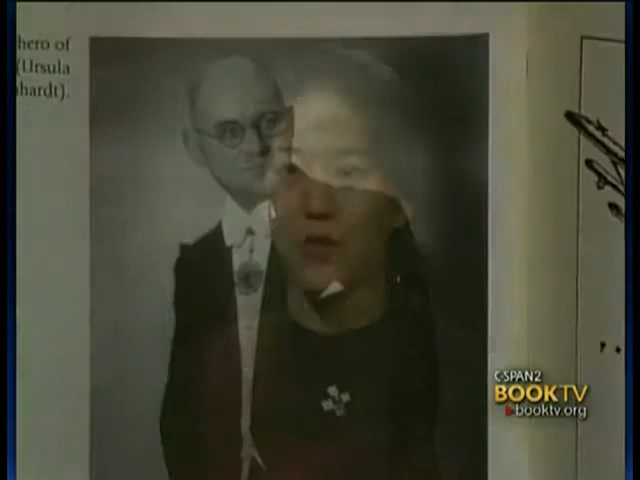 hero of
(Ursula
hardt).
C-SPAN2
BOOKTV
booktv.org